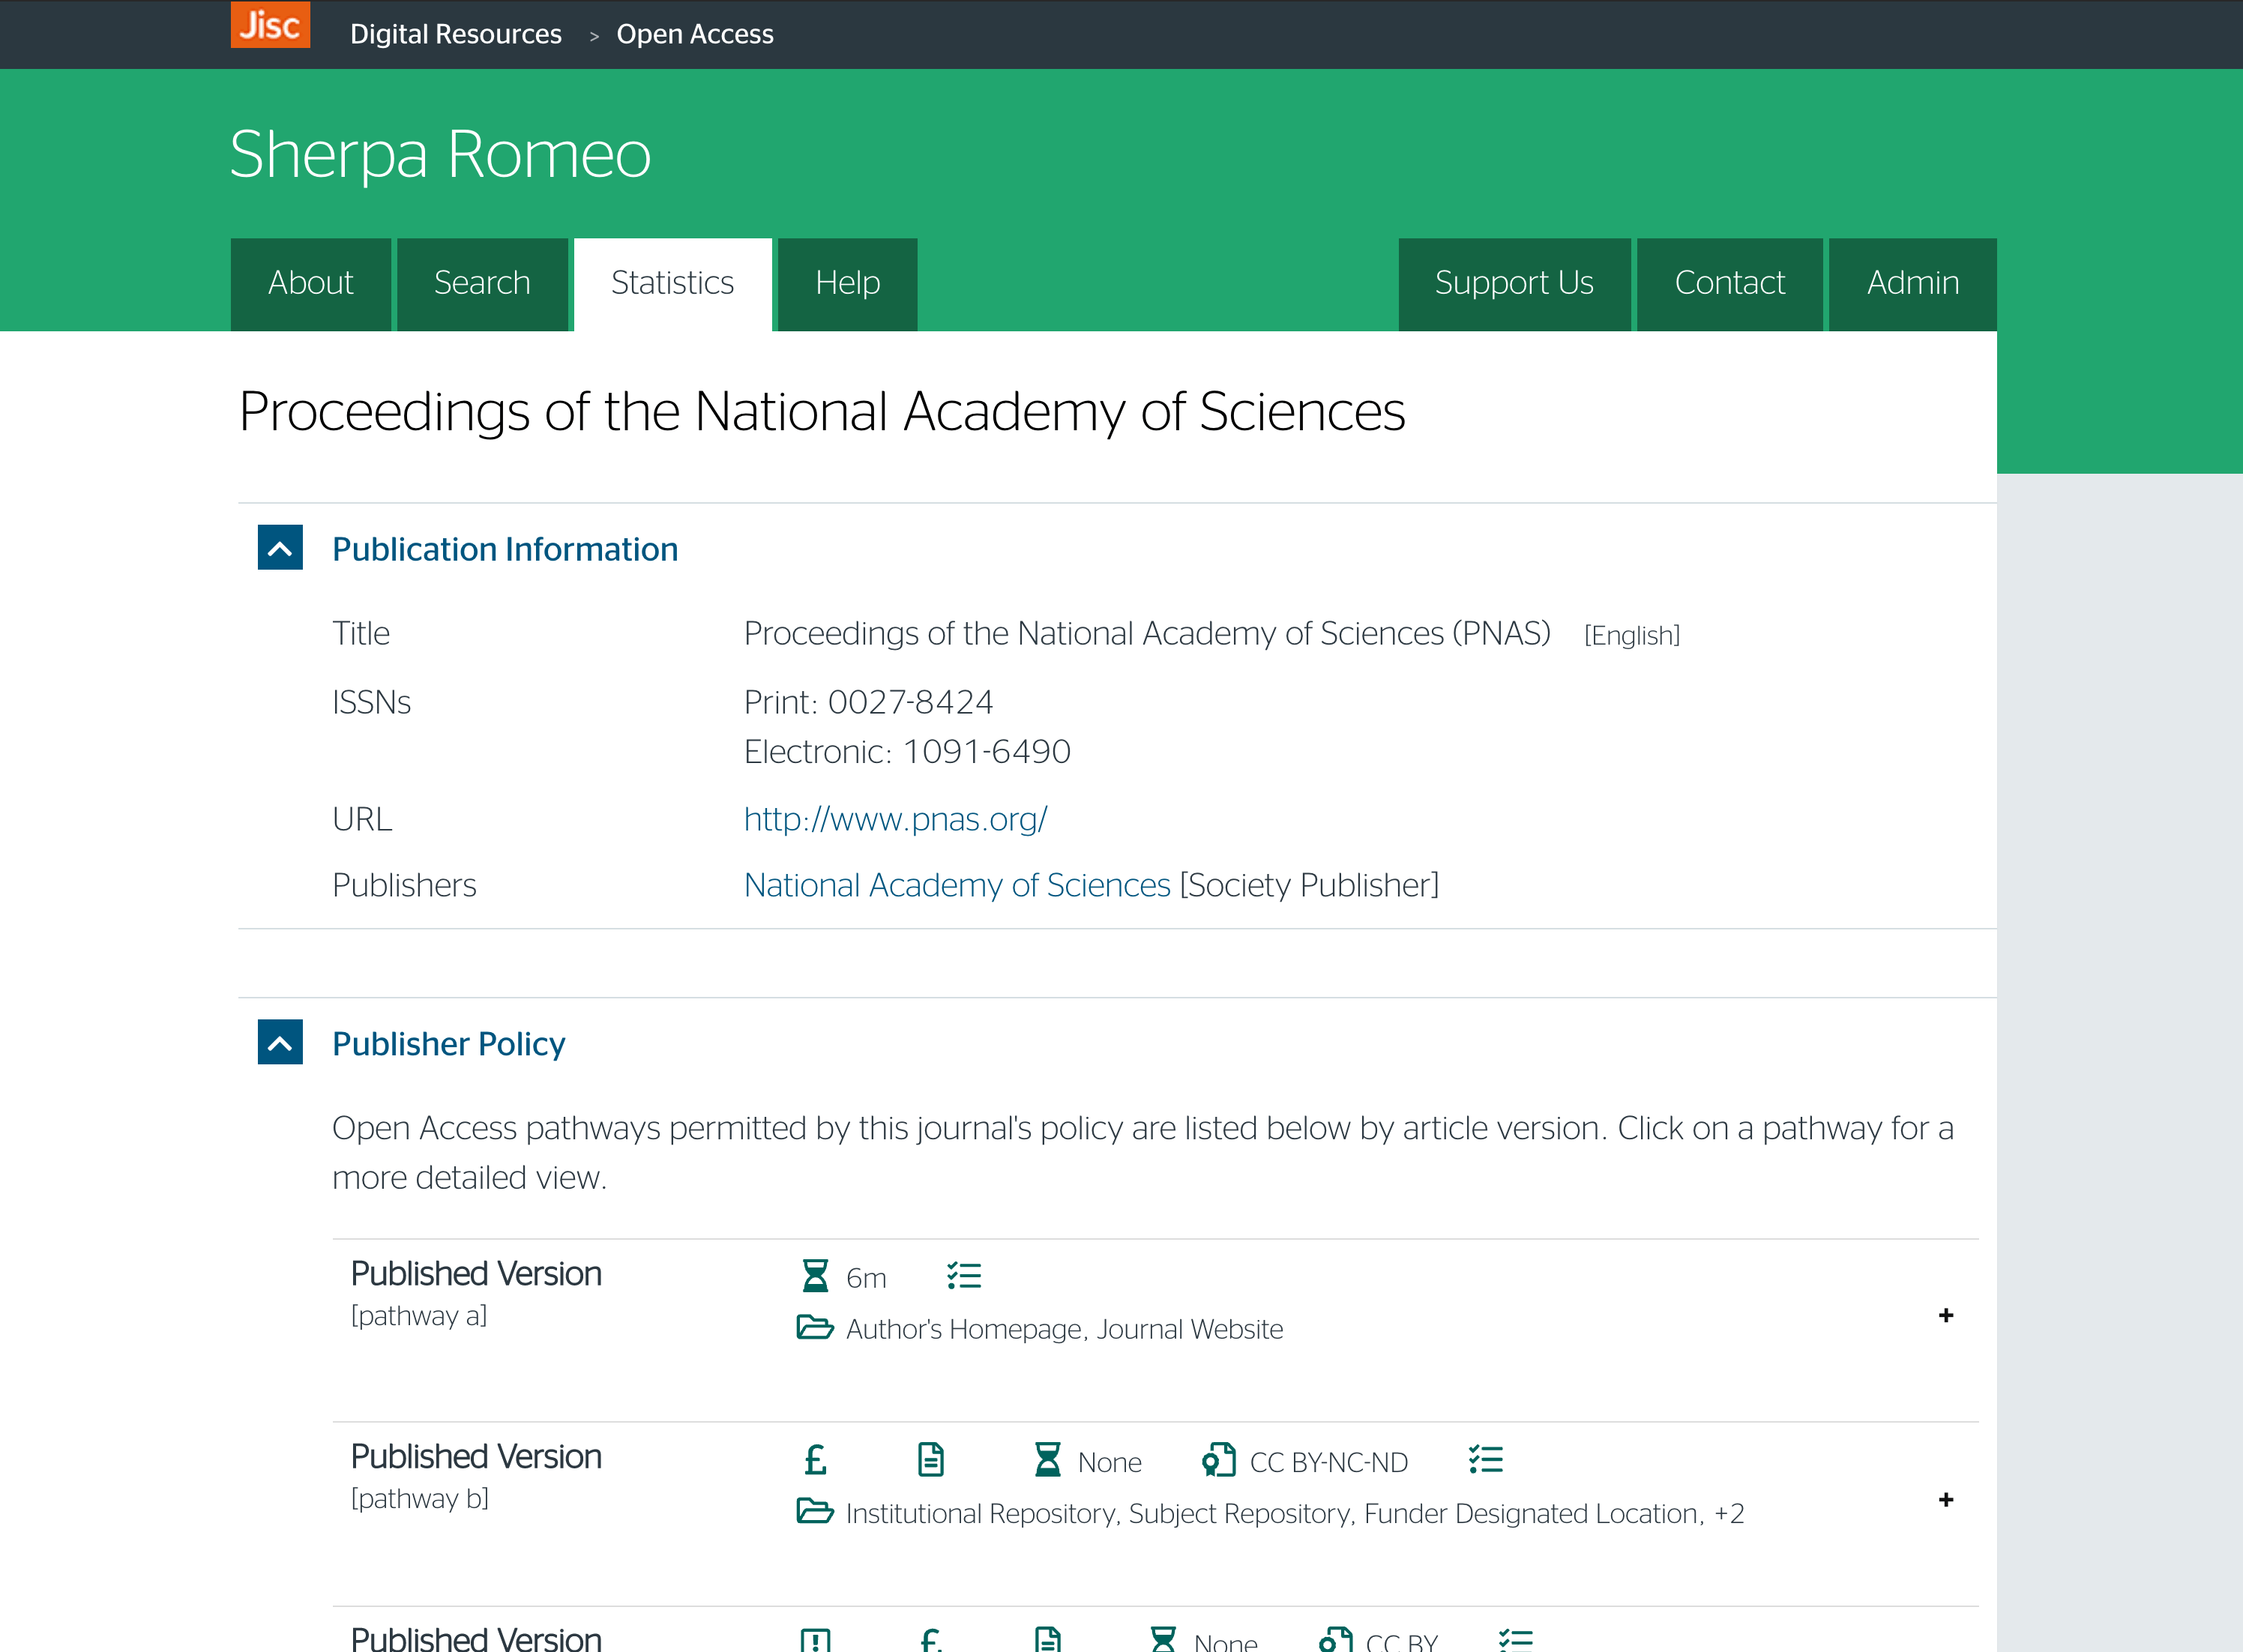 Jisc Digital Resources > Open Access
Sherpa Romeo
About Search Statistics Help Support Us Contact Admin
Proceedings of the National Academy of Sciences
Publication Information
Title Proceedings of the National Academy of Sciences (PNAS) [English]
ISSNs Print: 0027-8424
Electronic: 1091-6490
URL http://www.pnas.org/
Publishers National Academy of Sciences [Society Publisher]
Publisher Policy
Open Access pathways permitted by this journal's policy are listed below by article version. Click on a pathway for a
more detailed view.
Published Version 6m
[pathway a] Author's Homepage, Journal Website +
Published Version £ None CC BY-NC-ND
[pathway b] Institutional Repository, Subject Repository, Funder Designated Location, +2 +
Published Version £ None CC BY